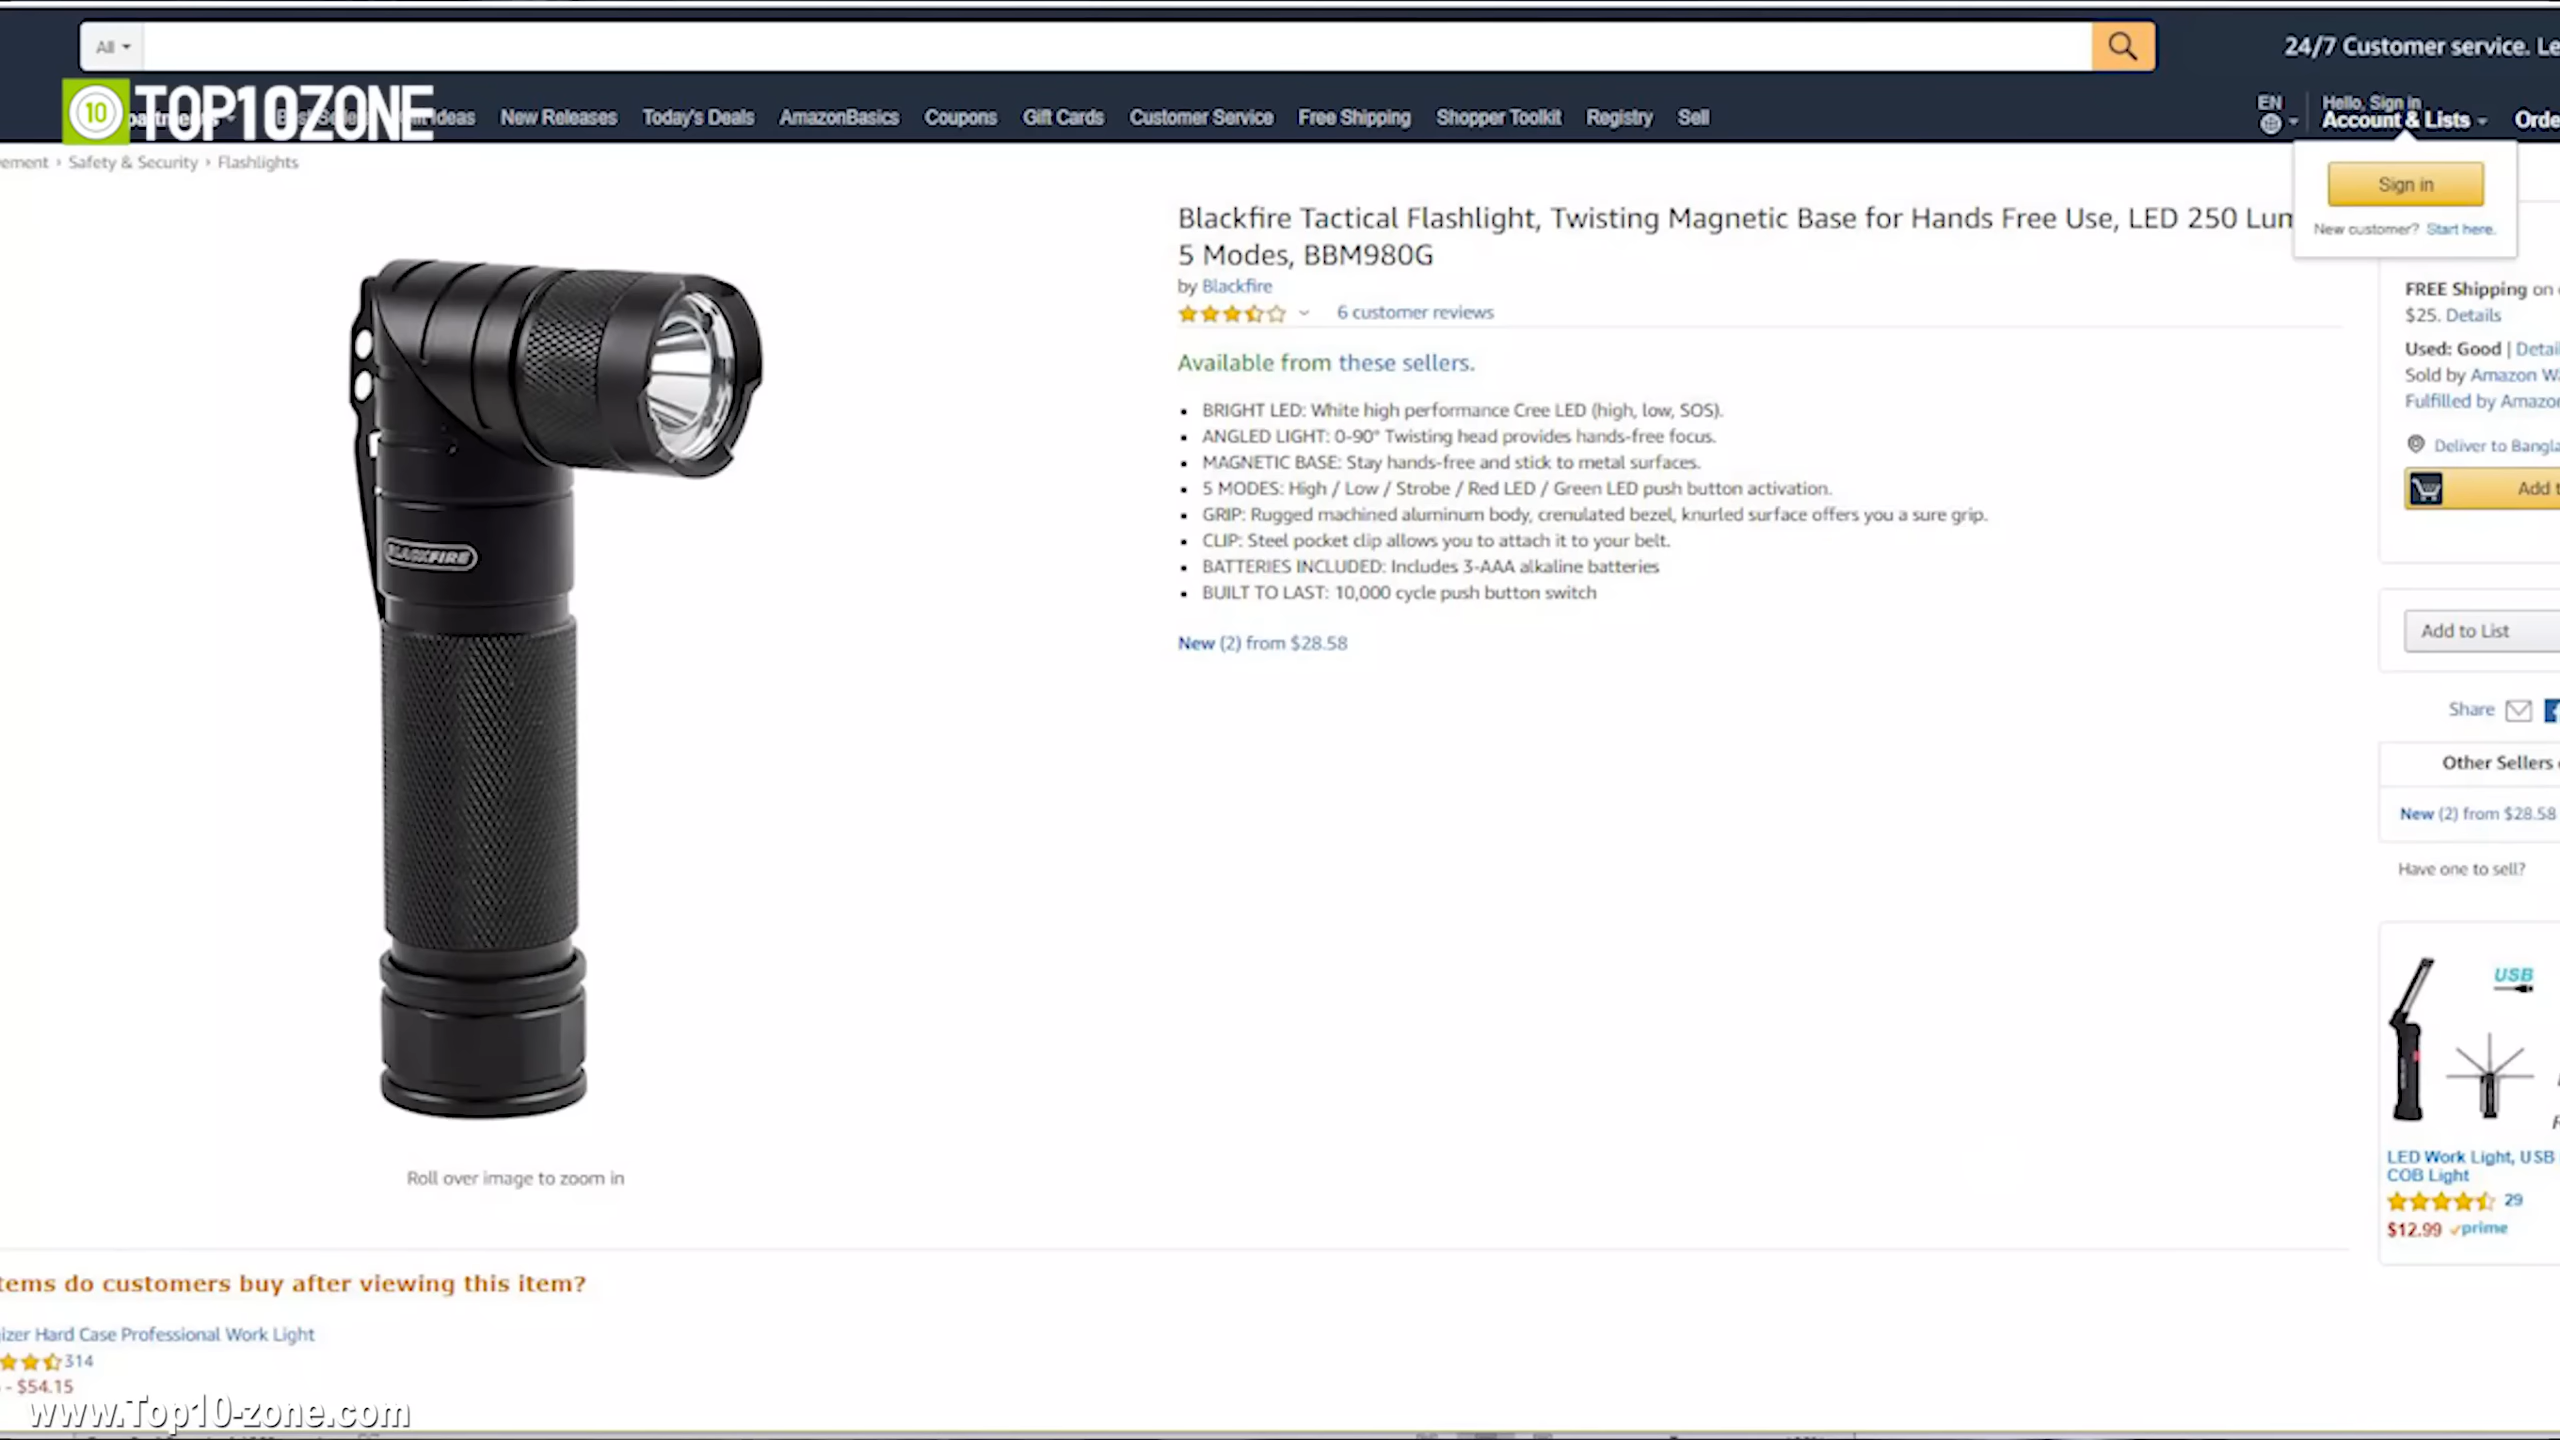 All
24/7 Customer service. Le
10 TOP10ZONE
Ideas New Releases Today's Deals AmazonBasics Coupons Gift Cards Customer Service Free Shipping Shopper Toolkit Registry Sell
EN
Hello, Sign in
Account & Lists
Orde
ement › Safety & Security › Flashlights
Sign in
New customer? Start here.
Blackfire Tactical Flashlight, Twisting Magnetic Base for Hands Free Use, LED 250 Lum
5 Modes, BBM980G
by Blackfire
6 customer reviews
Available from these sellers.
BRIGHT LED: White high performance Cree LED (high, low, SOS).
ANGLED LIGHT: 0-90° Twisting head provides hands-free focus.
MAGNETIC BASE: Stay hands-free and stick to metal surfaces.
5 MODES: High / Low / Strobe / Red LED / Green LED push button activation.
GRIP: Rugged machined aluminum body, crenulated bezel, knurled surface offers you a sure grip.
CLIP: Steel pocket clip allows you to attach it to your belt.
BATTERIES INCLUDED: Includes 3-AAA alkaline batteries
BUILT TO LAST: 10,000 cycle push button switch
New (2) from $28.58
BLACKFIRE
Roll over image to zoom in
FREE Shipping on
$25. Details
Used: Good | Detai
Sold by Amazon Wa
Fulfilled by Amazo
Deliver to Bangla
Add t
Add to List
Share
Other Sellers
New (2) from $28.58
Have one to sell?
USB
LED Work Light, USB
COB Light
29
$12.99 prime
tems do customers buy after viewing this item?
izer Hard Case Professional Work Light
314
- $54.15
www.Top10-zone.com